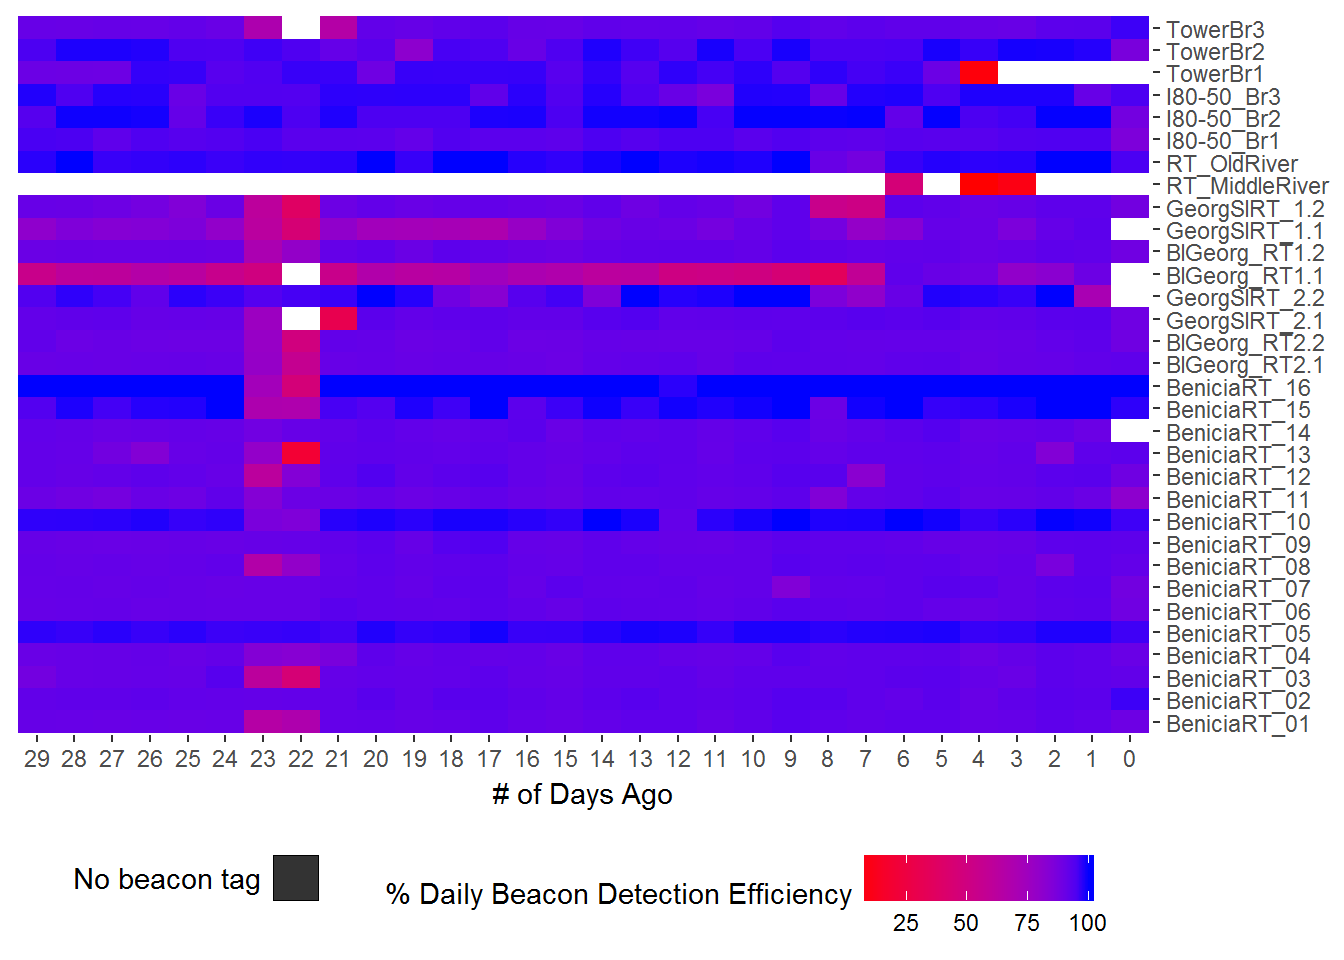 TowerBr3
TowerBr2
TowerBr1
I80-50_Br3
I80-50_Br2
I80-50_Br1
RT_OldRiver
RT_MiddleRiver
GeorgSlRT_1.2
GeorgSlRT_1.1
BlGeorg_RT1.2
BlGeorg_RT1.1
GeorgSlRT_2.2
GeorgSlRT_2.1
BlGeorg_RT2.2
BlGeorg_RT2.1
BeniciaRT_16
BeniciaRT_15
BeniciaRT_14
BeniciaRT_13
BeniciaRT_12
BeniciaRT_11
BeniciaRT_10
BeniciaRT_09
BeniciaRT_08
BeniciaRT_07
BeniciaRT_06
BeniciaRT_05
BeniciaRT_04
BeniciaRT_03
BeniciaRT_02
BeniciaRT_01
29 28 27 26 25 24 23 22 21 20 19 18 17 16 15 14 13 12 11 10 9 8 7 6 5 4 3 2 1 0
# of Days Ago
No beacon tag
% Daily Beacon Detection Efficiency
25 50 75 100